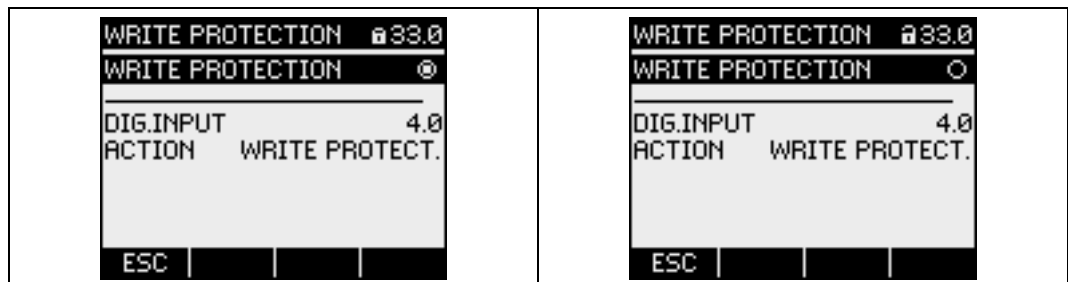 WRITE PROTECTION 33.0
WRITE PROTECTION
DIG.INPUT 4.0
ACTION WRITE PROTECT.
ESC
WRITE PROTECTION 33.0
WRITE PROTECTION
DIG.INPUT 4.0
ACTION WRITE PROTECT.
ESC